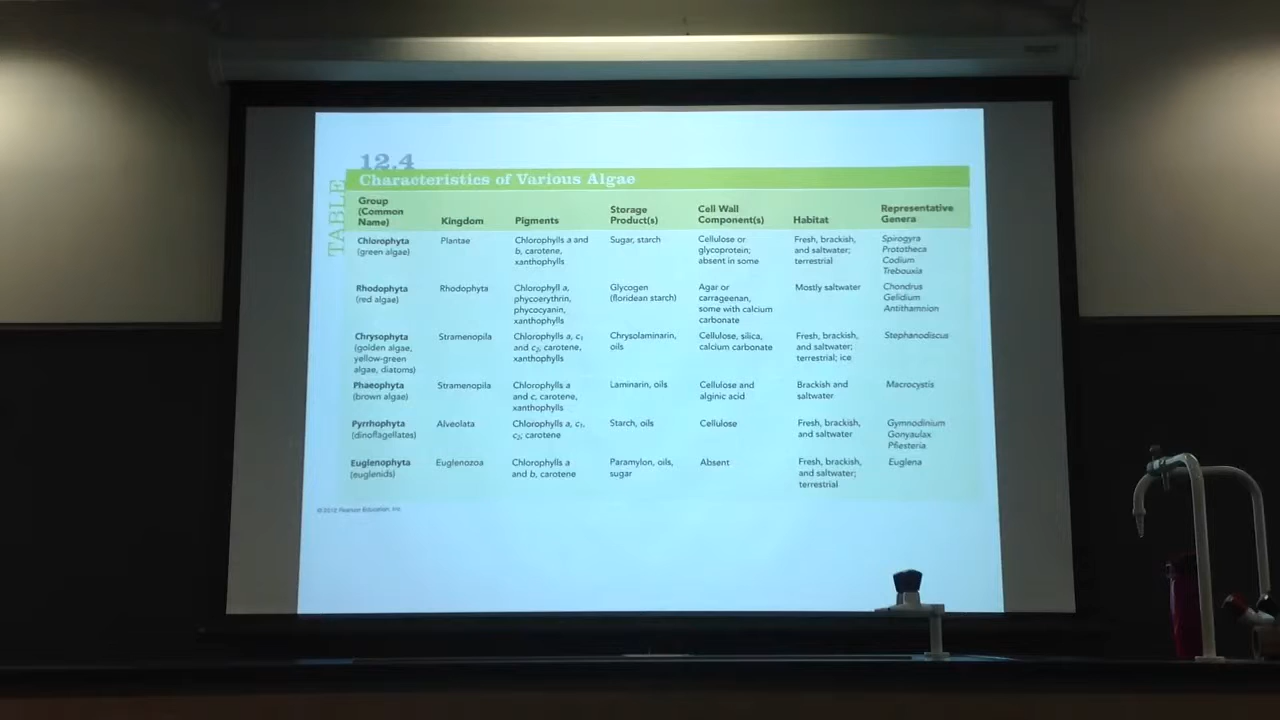 12.4
TABLE
Characteristics of Various Algae
Group (Common Name) Kingdom Pigments Storage Product(s) Cell Wall Component(s) Habitat Representative Genera
Chlorophyta (green algae) Plantae Chlorophylls a and b, carotene, xanthophylls Sugar, starch Cellulose or glycoprotein; absent in some Fresh, brackish, and saltwater; terrestrial Spirogyra Prototheca Codium Trebouxia
Rhodophyta (red algae) Rhodophyta Chlorophyll a, phycoerythrin, phycocyanin, xanthophylls Glycogen (floridean starch) Agar or carrageenan, some with calcium carbonate Mostly saltwater Chondrus Gelidium Antithamnion
Chrysophyta (golden algae, yellow-green algae, diatoms) Stramenopila Chlorophylls a, c₁ and c₂, carotene, xanthophylls Chrysolaminarin, oils Cellulose, silica, calcium carbonate Fresh, brackish, and saltwater; terrestrial; ice Stephanodiscus
Phaeophyta (brown algae) Stramenopila Chlorophylls a and c, carotene, xanthophylls Laminarin, oils Cellulose and alginic acid Brackish and saltwater Macrocystis
Pyrrhophyta (dinoflagellates) Alveolata Chlorophylls a, c₁, c₂; carotene Starch, oils Cellulose Fresh, brackish, and saltwater Gymnodinium Gonyaulax Pfiesteria
Euglenophyta (euglenids) Euglenozoa Chlorophylls a and b, carotene Paramylon, oils, sugar Absent Fresh, brackish, and saltwater; terrestrial Euglena
© 2012 Pearson Education, Inc.